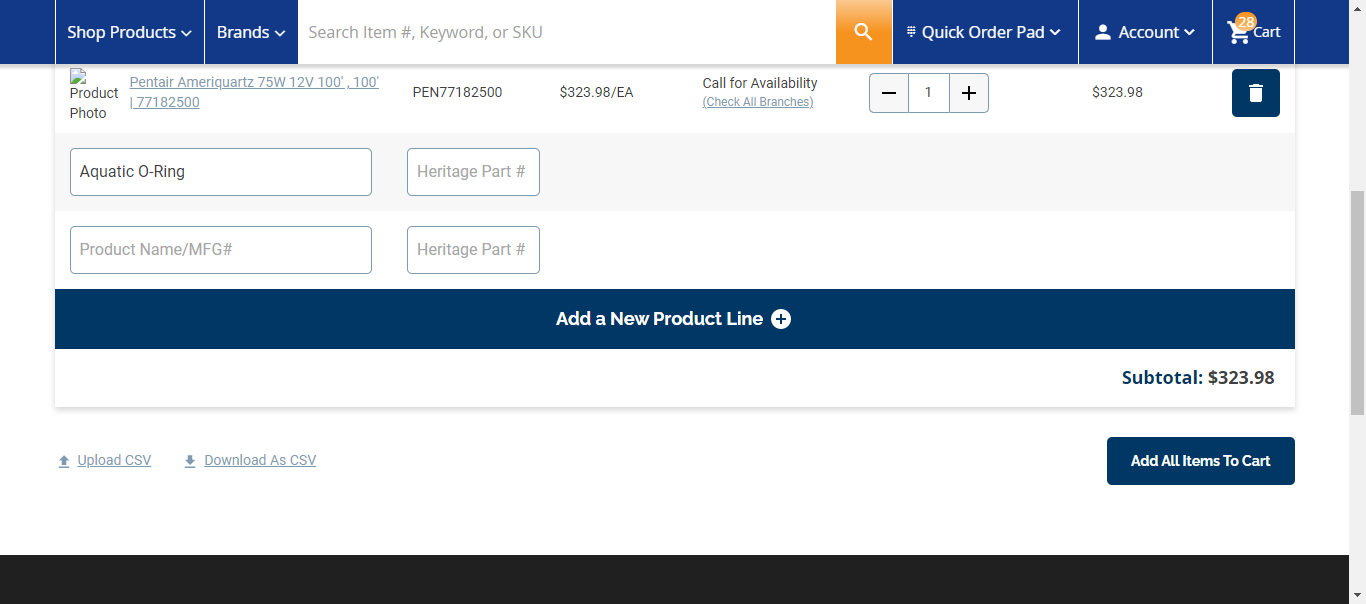 Shop Products
Brands
Search Item #, Keyword, or SKU
Quick Order Pad
Account
28
Cart
Product Photo
Pentair Ameriquartz 75W 12V 100' , 100' | 77182500
PEN77182500
$323.98/EA
Call for Availability
(Check All Branches)
1
$323.98
Aquatic O-Ring
Heritage Part #
Product Name/MFG#
Heritage Part #
Add a New Product Line
Subtotal: $323.98
Upload CSV
Download As CSV
Add All Items To Cart